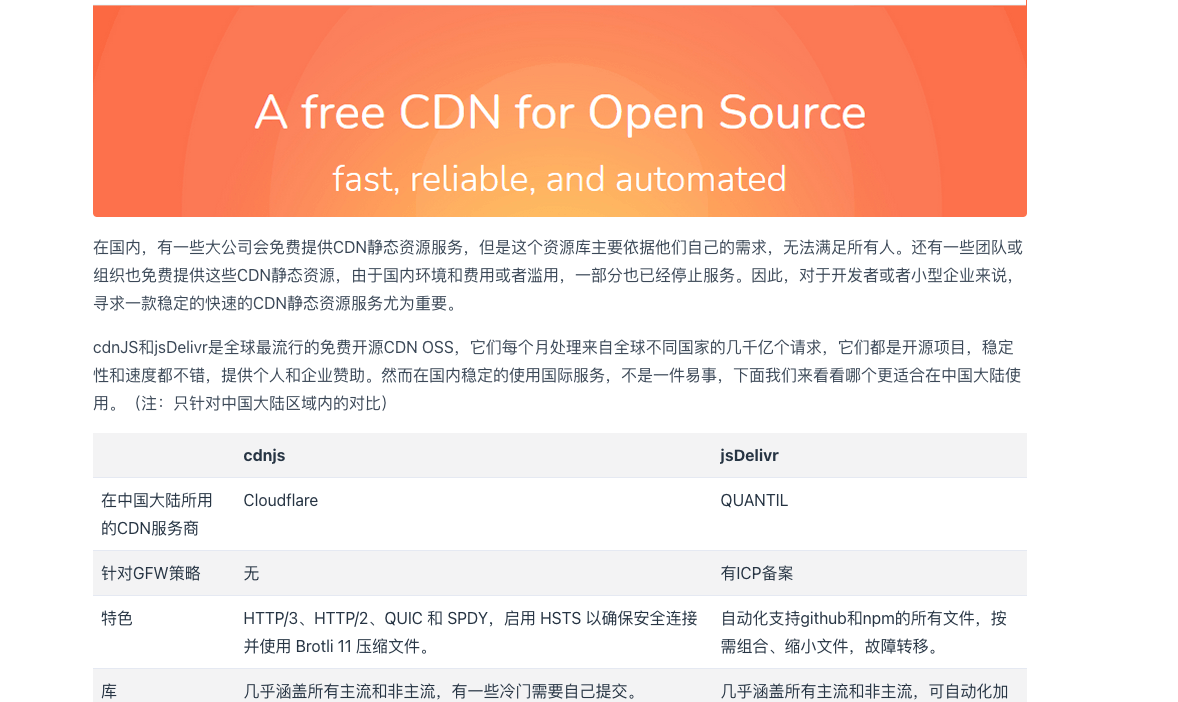 A free CDN for Open Source
fast, reliable, and automated
在国内，有一些大公司会免费提供CDN静态资源服务，但是这个资源库主要依据他们自己的需求，无法满足所有人。还有一些团队或
组织也免费提供这些CDN静态资源，由于国内环境和费用或者滥用，一部分也已经停止服务。因此，对于开发者或者小型企业来说，
寻求一款稳定的快速的CDN静态资源服务尤为重要。
cdnJS和jsDelivr是全球最流行的免费开源CDN OSS，它们每个月处理来自全球不同国家的几千亿个请求，它们都是开源项目，稳定
性和速度都不错，提供个人和企业赞助。然而在国内稳定的使用国际服务，不是一件易事，下面我们来看看哪个更适合在中国大陆使
用。（注：只针对中国大陆区域内的对比）
cdnjs jsDelivr
在中国大陆所用 Cloudflare QUANTIL
的CDN服务商
针对GFW策略 无 有ICP备案
特色 HTTP/3、HTTP/2、QUIC 和 SPDY，启用 HSTS 以确保安全连接 自动化支持github和npm的所有文件，按
并使用 Brotli 11 压缩文件。 需组合、缩小文件，故障转移。
库 几乎涵盖所有主流和非主流，有一些冷门需要自己提交。 几乎涵盖所有主流和非主流，可自动化加